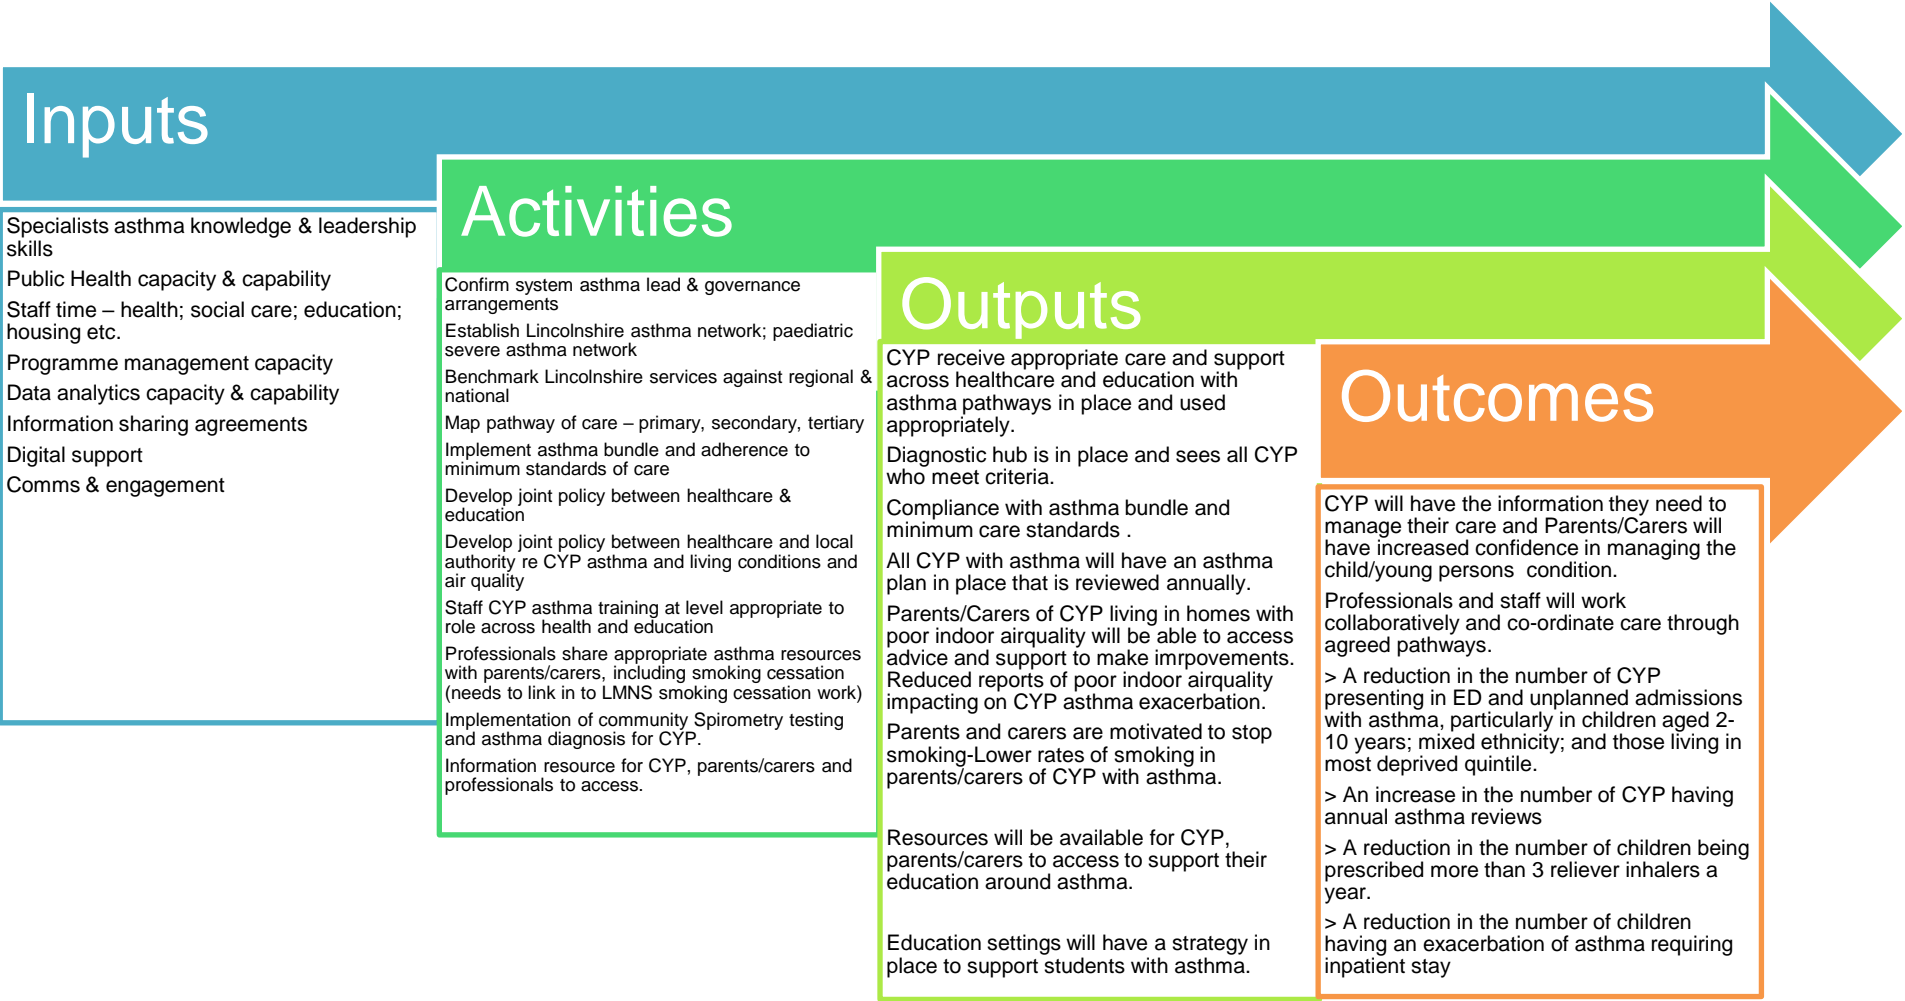 Inputs
Specialists asthma knowledge & leadership
skills
Public Health capacity & capability
Staff time – health; social care; education;
housing etc.
Programme management capacity
Data analytics capacity & capability
Information sharing agreements
Digital support
Comms & engagement
Activities
Confirm system asthma lead & governance
arrangements
Establish Lincolnshire asthma network; paediatric
severe asthma network
Benchmark Lincolnshire services against regional &
national
Map pathway of care – primary, secondary, tertiary
Implement asthma bundle and adherence to
minimum standards of care
Develop joint policy between healthcare &
education
Develop joint policy between healthcare and local
authority re CYP asthma and living conditions and
air quality
Staff CYP asthma training at level appropriate to
role across health and education
Professionals share appropriate asthma resources
with parents/carers, including smoking cessation
(needs to link in to LMNS smoking cessation work)
Implementation of community Spirometry testing
and asthma diagnosis for CYP.
Information resource for CYP, parents/carers and
professionals to access.
Outputs
CYP receive appropriate care and support
across healthcare and education with
asthma pathways in place and used
appropriately.
Diagnostic hub is in place and sees all CYP
who meet criteria.
Compliance with asthma bundle and
minimum care standards .
All CYP with asthma will have an asthma
plan in place that is reviewed annually.
Parents/Carers of CYP living in homes with
poor indoor airquality will be able to access
advice and support to make imrpovements.
Reduced reports of poor indoor airquality
impacting on CYP asthma exacerbation.
Parents and carers are motivated to stop
smoking-Lower rates of smoking in
parents/carers of CYP with asthma.
Resources will be available for CYP,
parents/carers to access to support their
education around asthma.
Education settings will have a strategy in
place to support students with asthma.
Outcomes
CYP will have the information they need to
manage their care and Parents/Carers will
have increased confidence in managing the
child/young persons  condition.
Professionals and staff will work
collaboratively and co-ordinate care through
agreed pathways.
> A reduction in the number of CYP
presenting in ED and unplanned admissions
with asthma, particularly in children aged 2-
10 years; mixed ethnicity; and those living in
most deprived quintile.
> An increase in the number of CYP having
annual asthma reviews
> A reduction in the number of children being
prescribed more than 3 reliever inhalers a
year.
> A reduction in the number of children
having an exacerbation of asthma requiring
inpatient stay